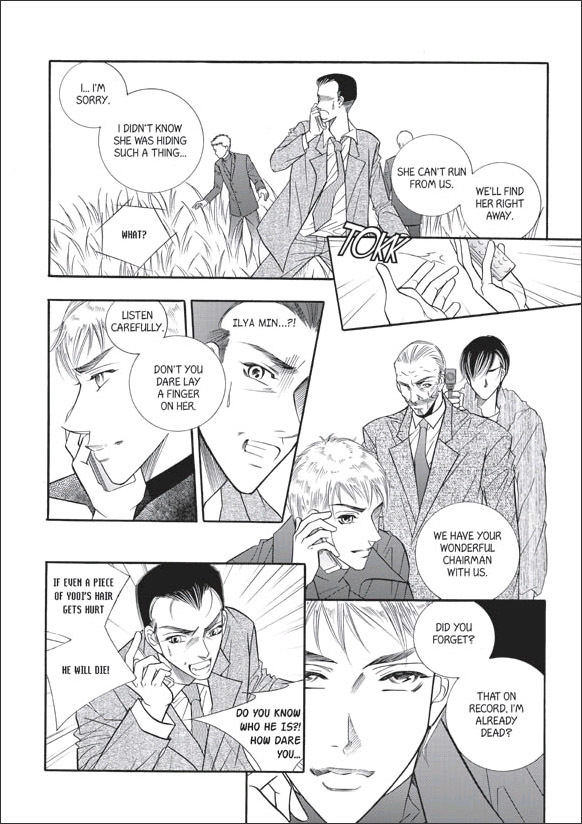 I... I'M
SORRY.
I DIDN'T KNOW
SHE WAS HIDING
SUCH A THING...
SHE CAN'T RUN
FROM US.
WE'LL FIND
HER RIGHT
AWAY.
WHAT?
TOKK
LISTEN
CAREFULLY.
DON'T YOU
DARE LAY
A FINGER
ON HER.
ILYA MIN...?!
WE HAVE YOUR
WONDERFUL
CHAIRMAN
WITH US.
IF EVEN A PIECE
OF YOOI'S HAIR
GETS HURT
HE WILL DIE!
DO YOU KNOW
WHO HE IS?!
HOW DARE
YOU...
DID YOU
FORGET?
THAT ON
RECORD, I'M
ALREADY
DEAD?